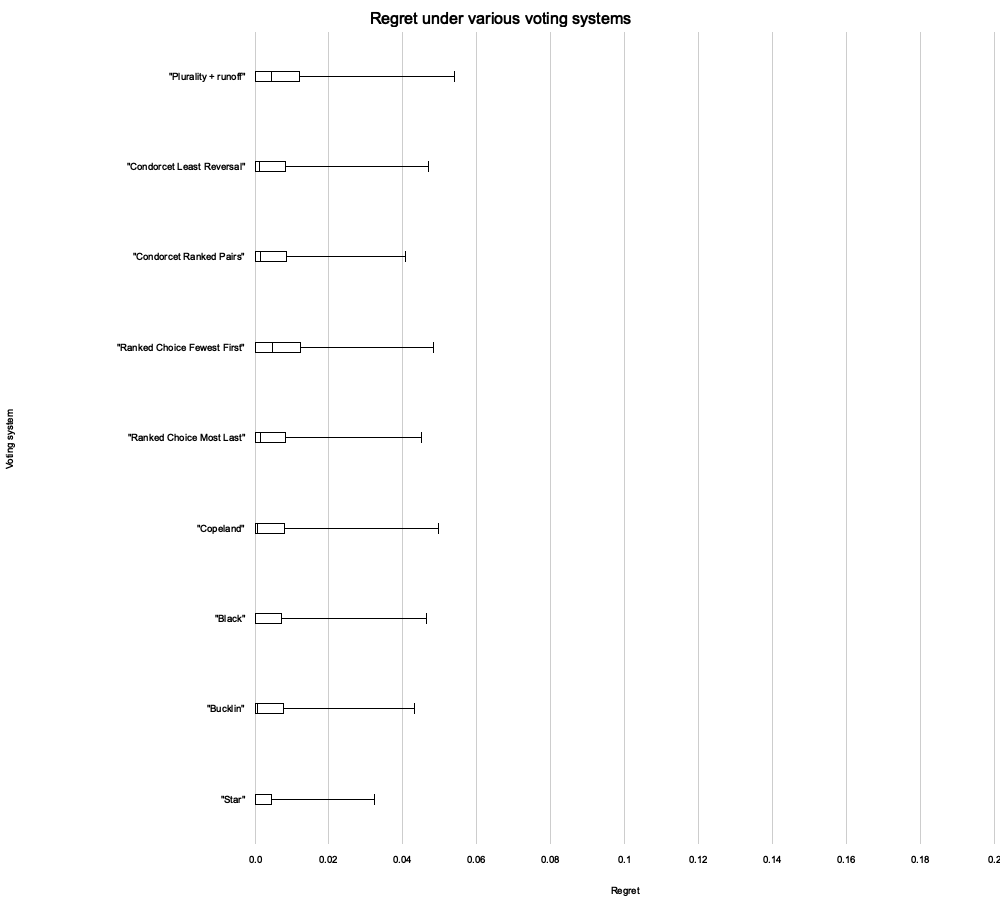 Regret under various voting systems
"Plurality + runoff"
"Condorcet Least Reversal"
"Condorcet Ranked Pairs"
"Ranked Choice Fewest First"
"Ranked Choice Most Last"
"Copeland"
"Black"
"Bucklin"
"Star"
Voting system
0.0 0.02 0.04 0.06 0.08 0.1 0.12 0.14 0.16 0.18 0.2
Regret